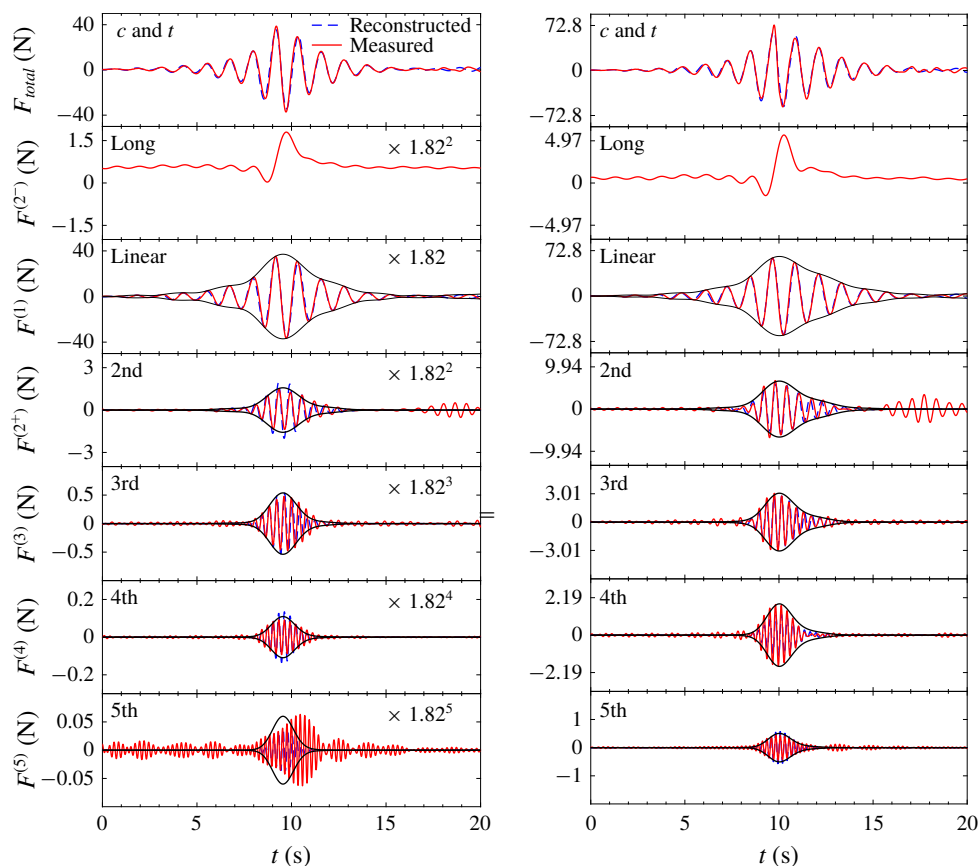 40
c and t
Reconstructed
Measured
0
−40
F_total (N)
72.8
c and t
0
−72.8
1.5
Long
× 1.82²
0
−1.5
F^(2⁻) (N)
4.97
Long
0
−4.97
40
Linear
× 1.82
0
−40
F^(1) (N)
72.8
Linear
0
−72.8
3
2nd
× 1.82²
0
−3
F^(2⁺) (N)
9.94
2nd
0
−9.94
3rd
× 1.82³
0.5
0
−0.5
F^(3) (N)
=
3rd
3.01
0
−3.01
4th
× 1.82⁴
0.2
0
−0.2
F^(4) (N)
4th
2.19
0
−2.19
5th
× 1.82⁵
0.05
0
−0.05
F^(5) (N)
5th
1
0
−1
0 5 10 15 20
t (s)
0 5 10 15 20
t (s)